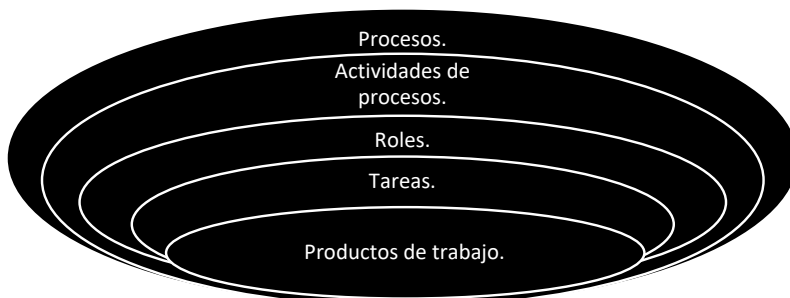 Procesos.
Actividades de
procesos.
Roles.
Tareas.
Productos de trabajo.